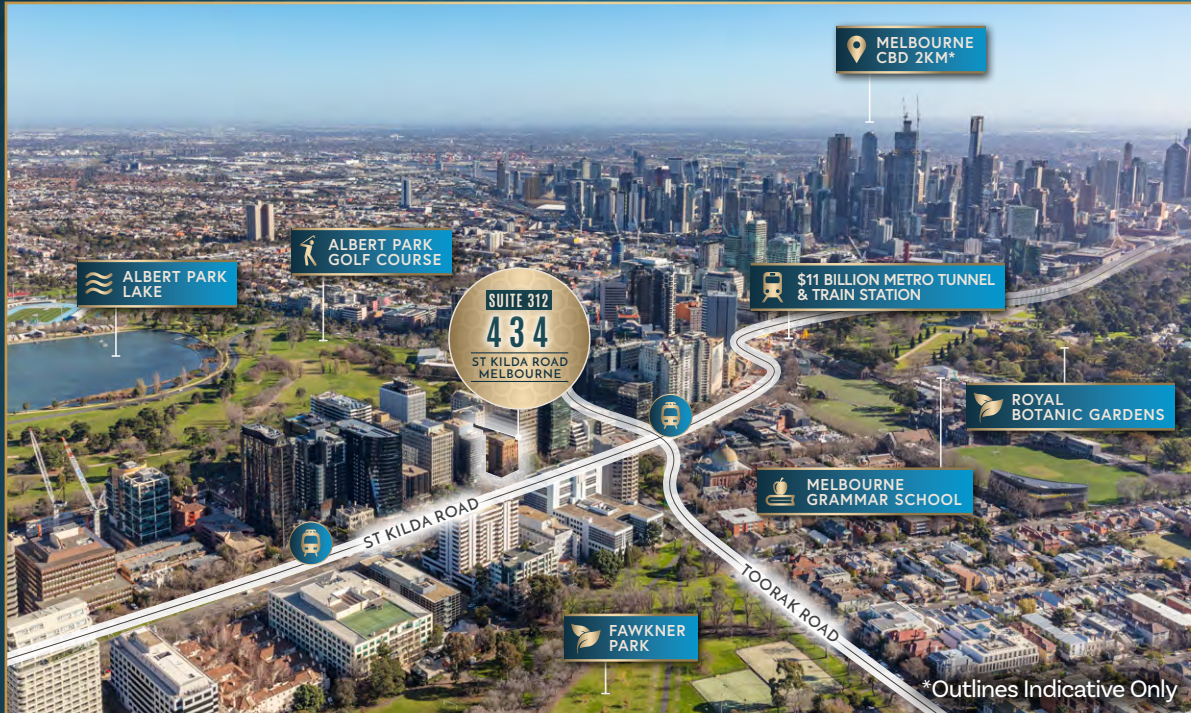 MELBOURNE
CBD 2KM*
ALBERT PARK
GOLF COURSE
ALBERT PARK
LAKE
SUITE 312
434
ST KILDA ROAD
MELBOURNE
$11 BILLION METRO TUNNEL
& TRAIN STATION
ROYAL
BOTANIC GARDENS
MELBOURNE
GRAMMAR SCHOOL
ST KILDA ROAD
TOORAK ROAD
FAWKNER
PARK
*Outlines Indicative Only